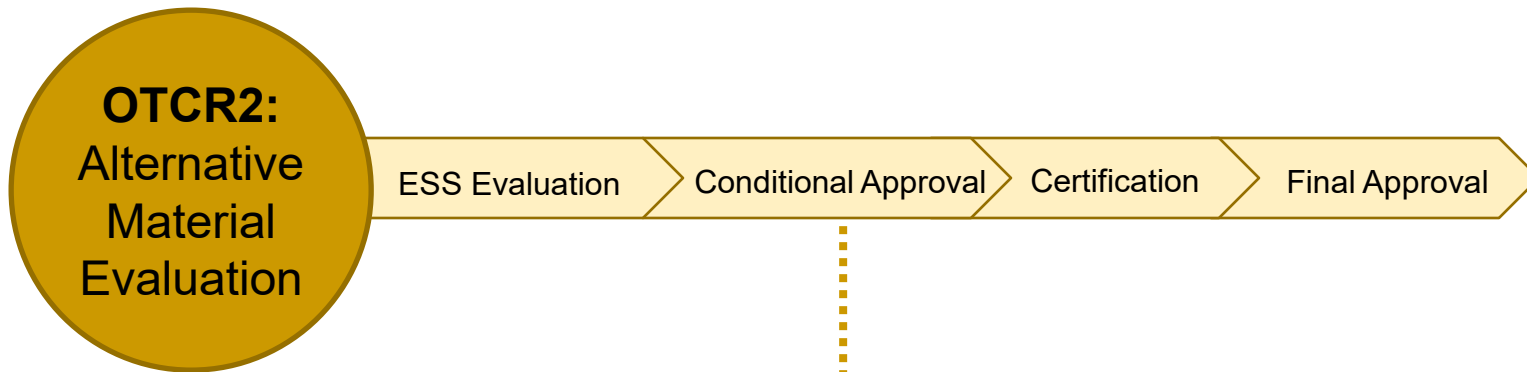 OTCR2:
Alternative
Material
Evaluation
ESS Evaluation
Conditional Approval
Certification
Final Approval